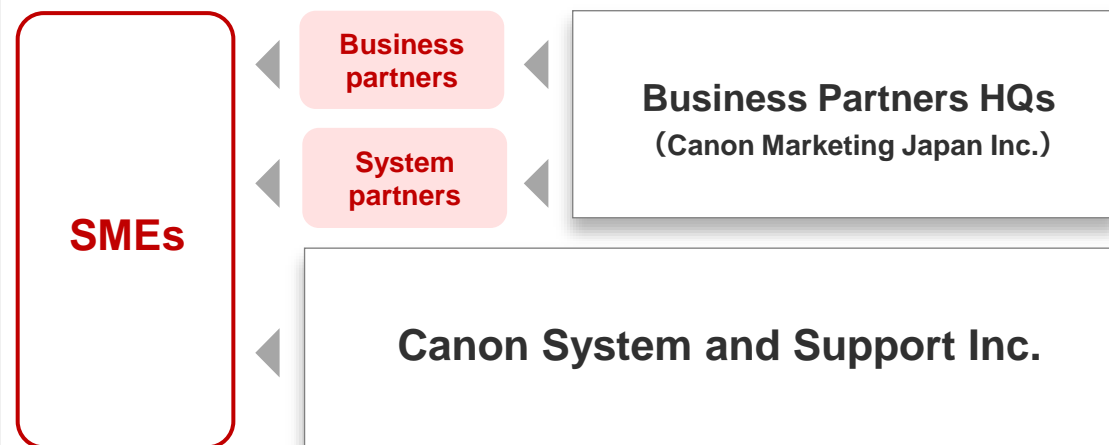 SMEs
Business
partners
System
partners
Business Partners HQs
（Canon Marketing Japan Inc.）
Canon System and Support Inc.